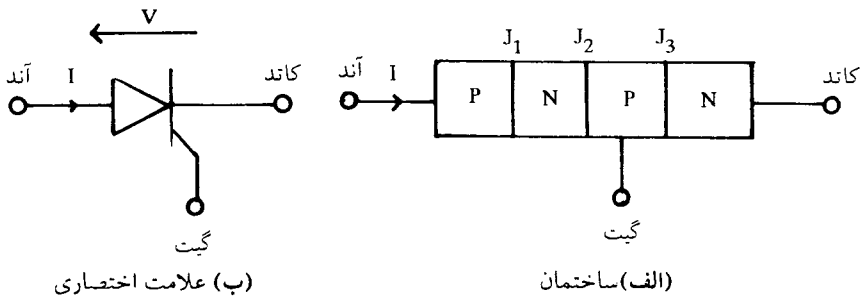 V
J₁ J₂ J₃
آند I کاتد
آند I کاتد
P N P N
گیت
گیت
(الف) ساختمان
(ب) علامت اختصاری